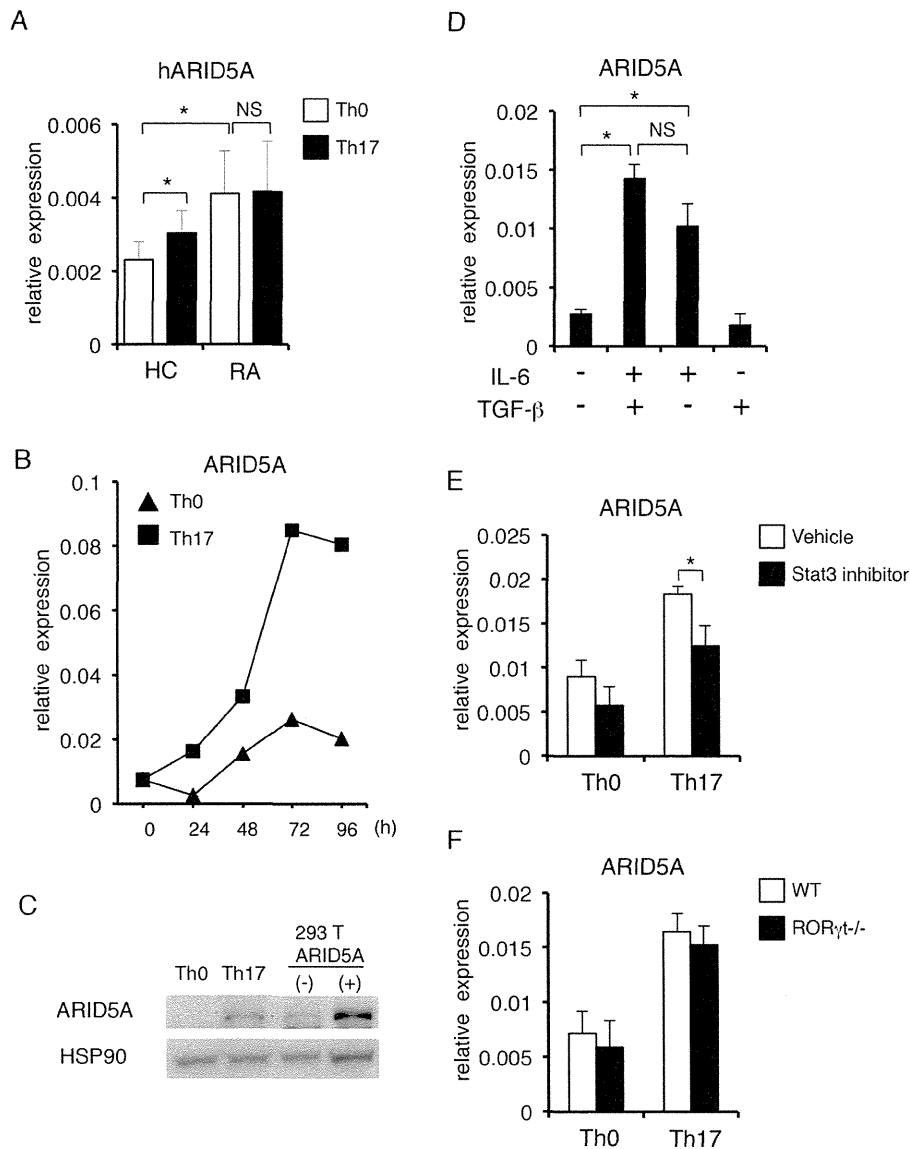 A
hARID5A
Th0
Th17
*
NS
*
relative expression
0.006
0.004
0.002
0
HC RA
B
ARID5A
Th0
Th17
relative expression
0.1
0.08
0.06
0.04
0.02
0
0 24 48 72 96 (h)
C
293 T
ARID5A
Th0 Th17 (-) (+)
ARID5A
HSP90
D
ARID5A
*
* NS
relative expression
0.02
0.015
0.01
0.005
0
IL-6 - + + -
TGF-β - + - +
E
ARID5A
Vehicle
Stat3 inhibitor
*
relative expression
0.025
0.02
0.015
0.01
0.005
0
Th0 Th17
F
ARID5A
WT
RORγt-/-
relative expression
0.02
0.015
0.01
0.005
0
Th0 Th17